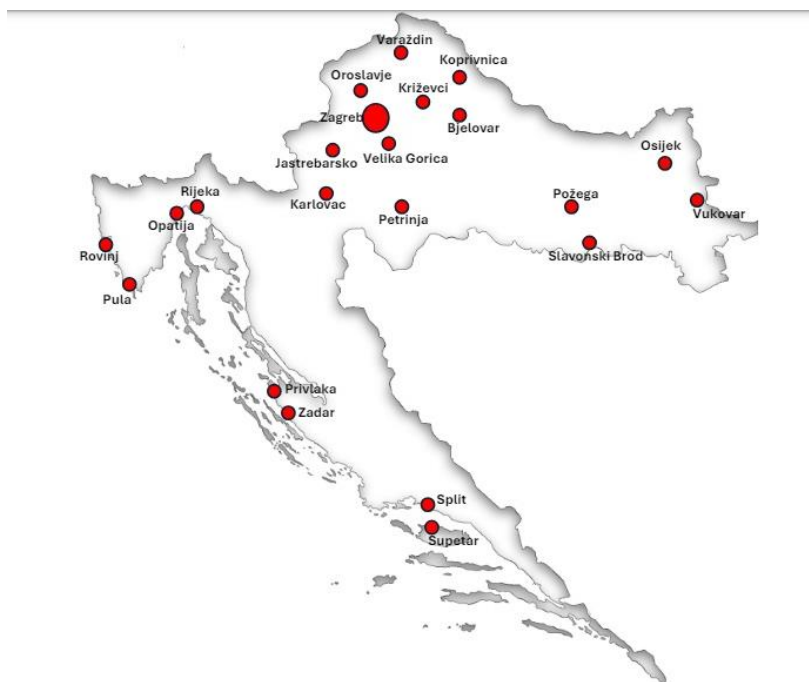 Varaždin
Koprivnica
Oroslavje
Križevci
Zagreb
Bjelovar
Osijek
Velika Gorica
Jastrebarsko
Rijeka
Karlovac
Požega
Petrinja
Vukovar
Opatija
Slavonski Brod
Rovinj
Pula
Privlaka
Zadar
Split
Supetar